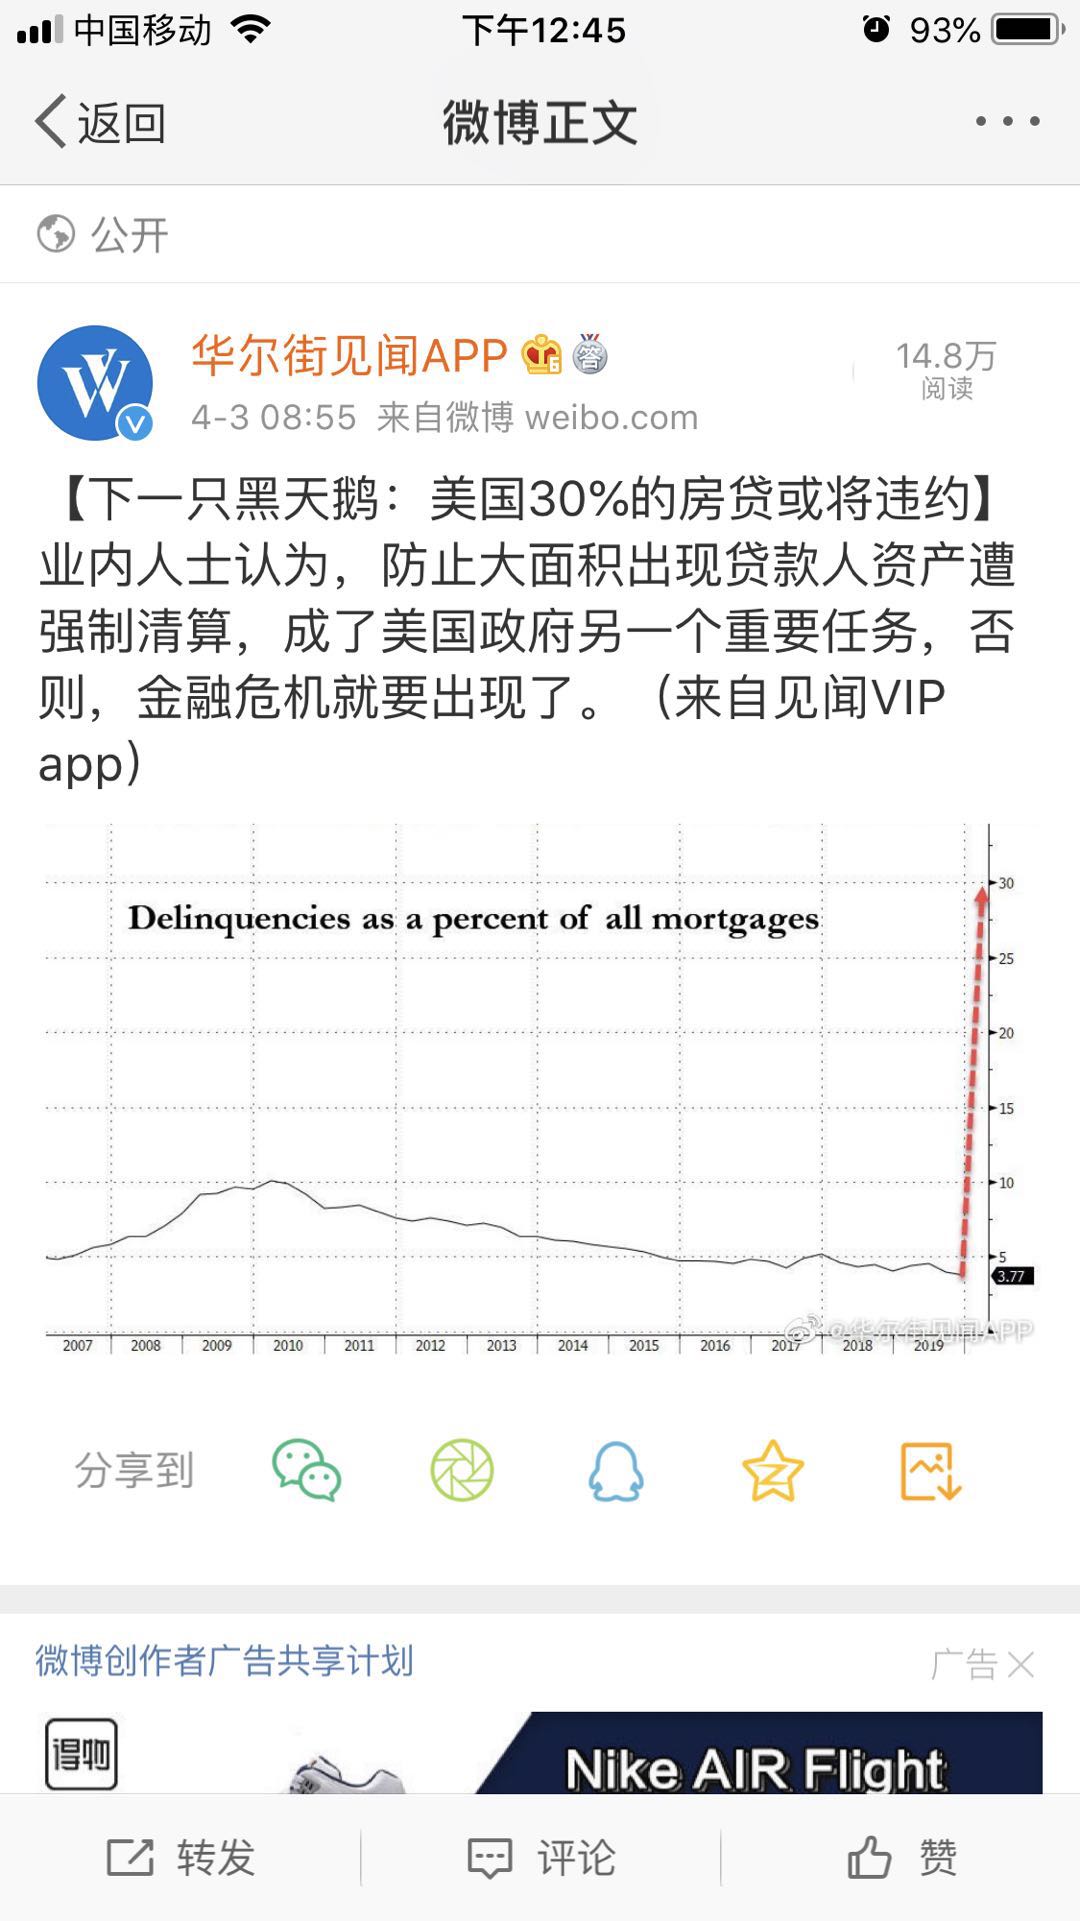 中国移动 下午12:45 93%
返回 微博正文
公开
华尔街见闻APP 6 答 14.8万
4-3 08:55 来自微博 weibo.com 阅读
【下一只黑天鹅：美国30%的房贷或将违约】
业内人士认为，防止大面积出现贷款人资产遭
强制清算，成了美国政府另一个重要任务，否
则，金融危机就要出现了。（来自见闻VIP
app）
Delinquencies as a percent of all mortgages
30
25
20
15
10
5
3.77
@华尔街见闻APP
2007 2008 2009 2010 2011 2012 2013 2014 2015 2016 2017 2018 2019
分享到
微博创作者广告共享计划 广告
得物
Nike AIR Flight
转发 评论 赞